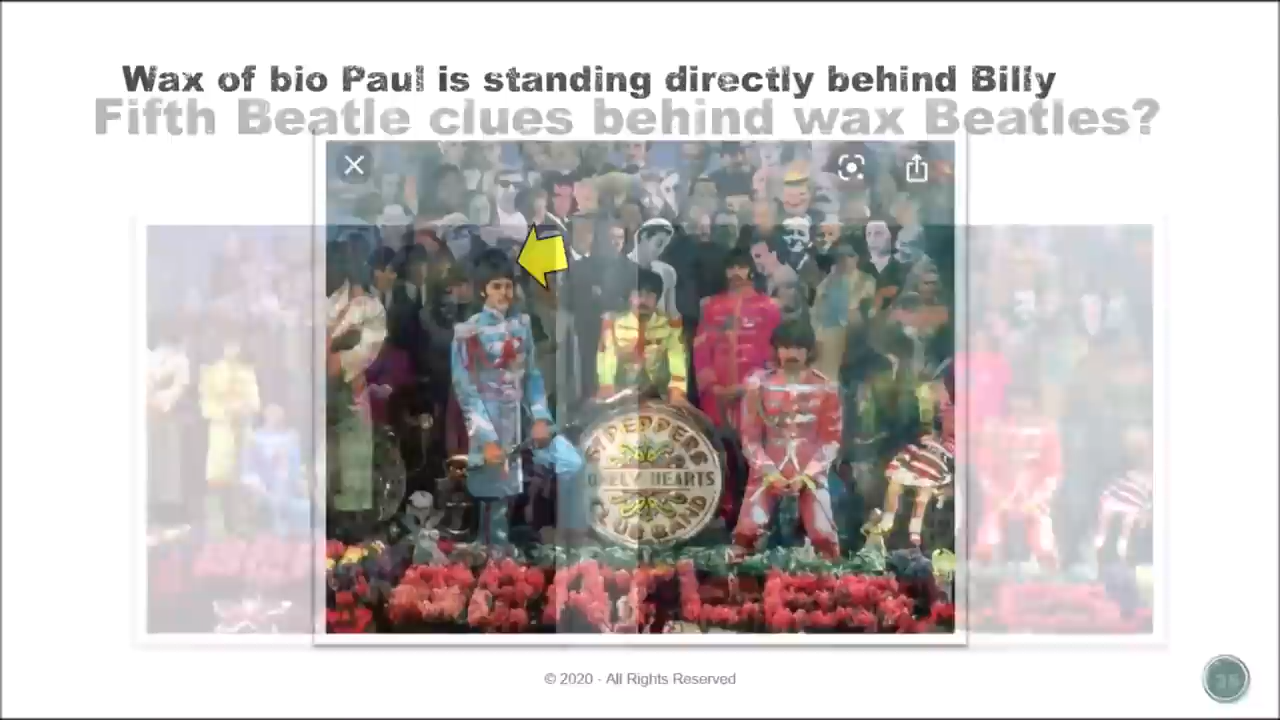 Wax of bio Paul is standing directly behind Billy
Fifth Beatle clues behind wax Beatles?
PEPPERS
LONELY HEARTS
CLUB BAND
© 2020 - All Rights Reserved